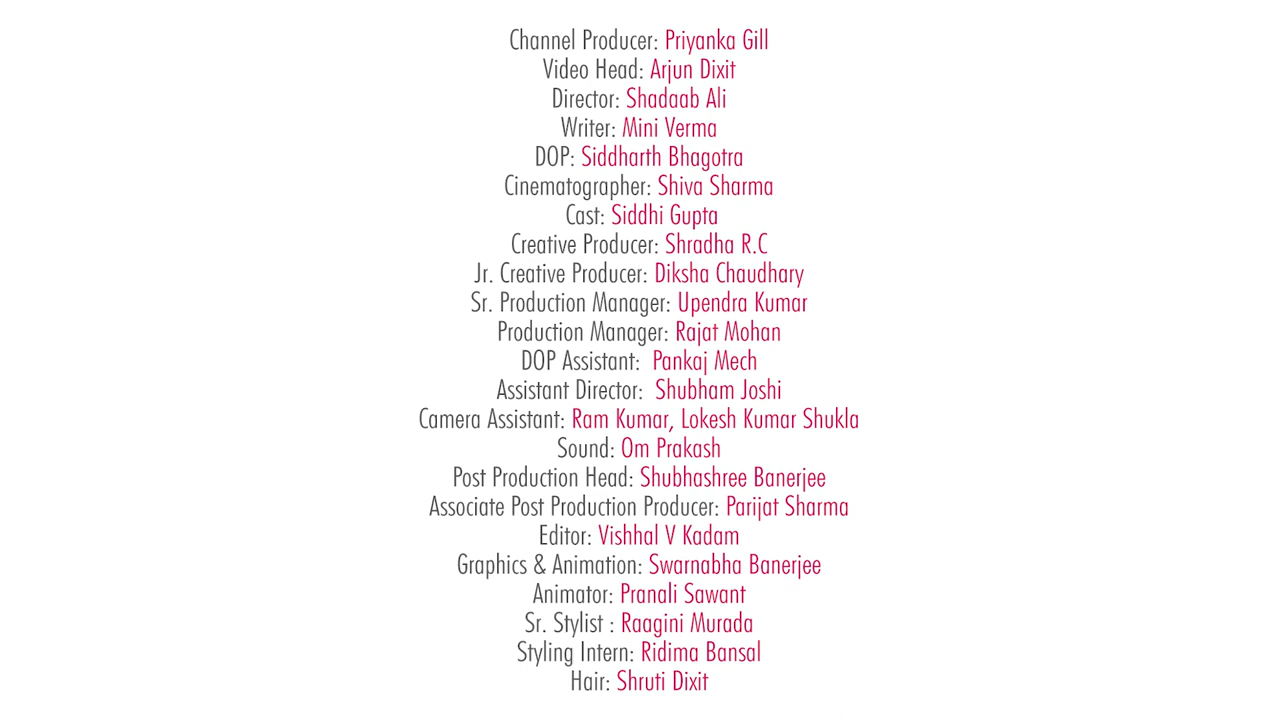 Channel Producer: Priyanka Gill
Video Head: Arjun Dixit
Director: Shadaab Ali
Writer: Mini Verma
DOP: Siddharth Bhagotra
Cinematographer: Shiva Sharma
Cast: Siddhi Gupta
Creative Producer: Shradha R.C
Jr. Creative Producer: Diksha Chaudhary
Sr. Production Manager: Upendra Kumar
Production Manager: Rajat Mohan
DOP Assistant:  Pankaj Mech
Assistant Director:  Shubham Joshi
Camera Assistant: Ram Kumar, Lokesh Kumar Shukla
Sound: Om Prakash
Post Production Head: Shubhashree Banerjee
Associate Post Production Producer: Parijat Sharma
Editor: Vishhal V Kadam
Graphics & Animation: Swarnabha Banerjee
Animator: Pranali Sawant
Sr. Stylist : Raagini Murada
Styling Intern: Ridima Bansal
Hair: Shruti Dixit